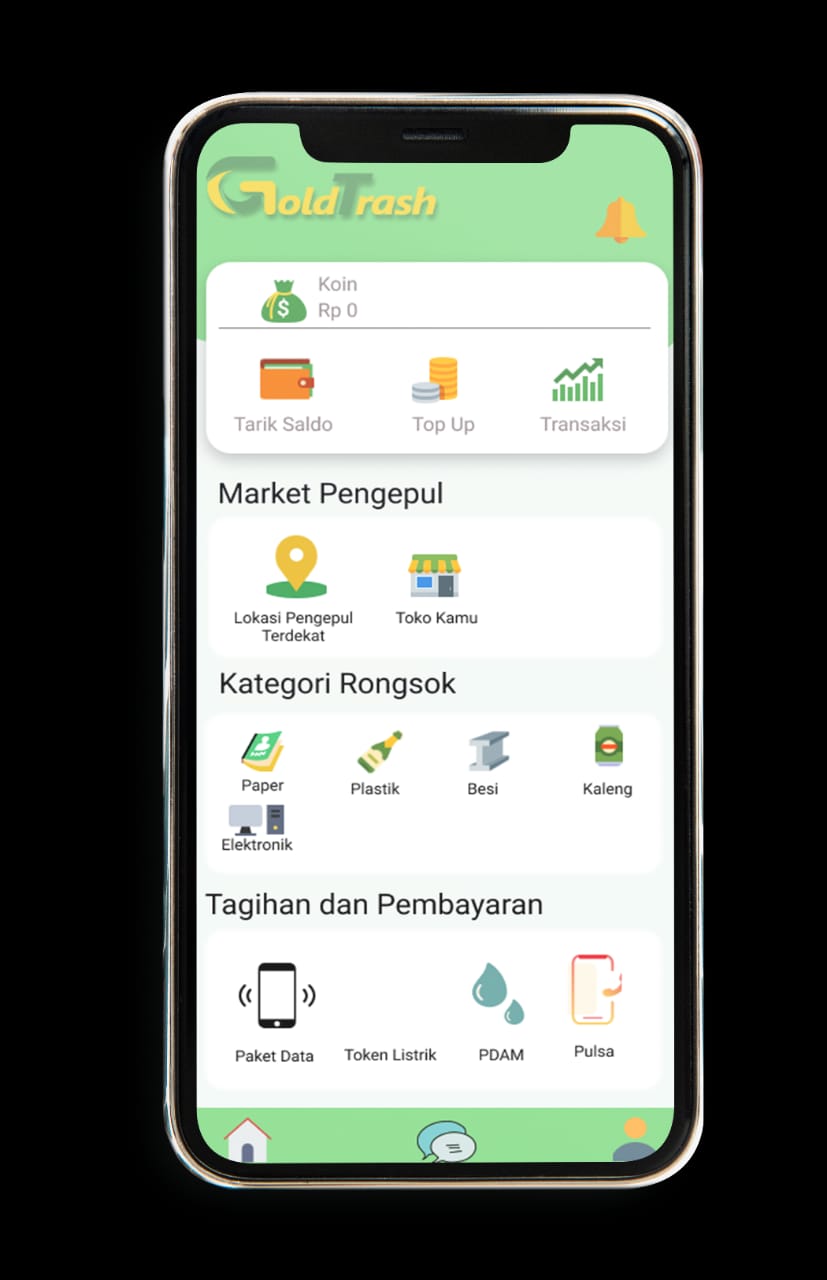 GoldTrash
Koin
Rp 0
Tarik Saldo
Top Up
Transaksi
Market Pengepul
Lokasi Pengepul
Terdekat
Toko Kamu
Kategori Rongsok
Paper
Plastik
Besi
Kaleng
Elektronik
Tagihan dan Pembayaran
Paket Data
Token Listrik
PDAM
Pulsa